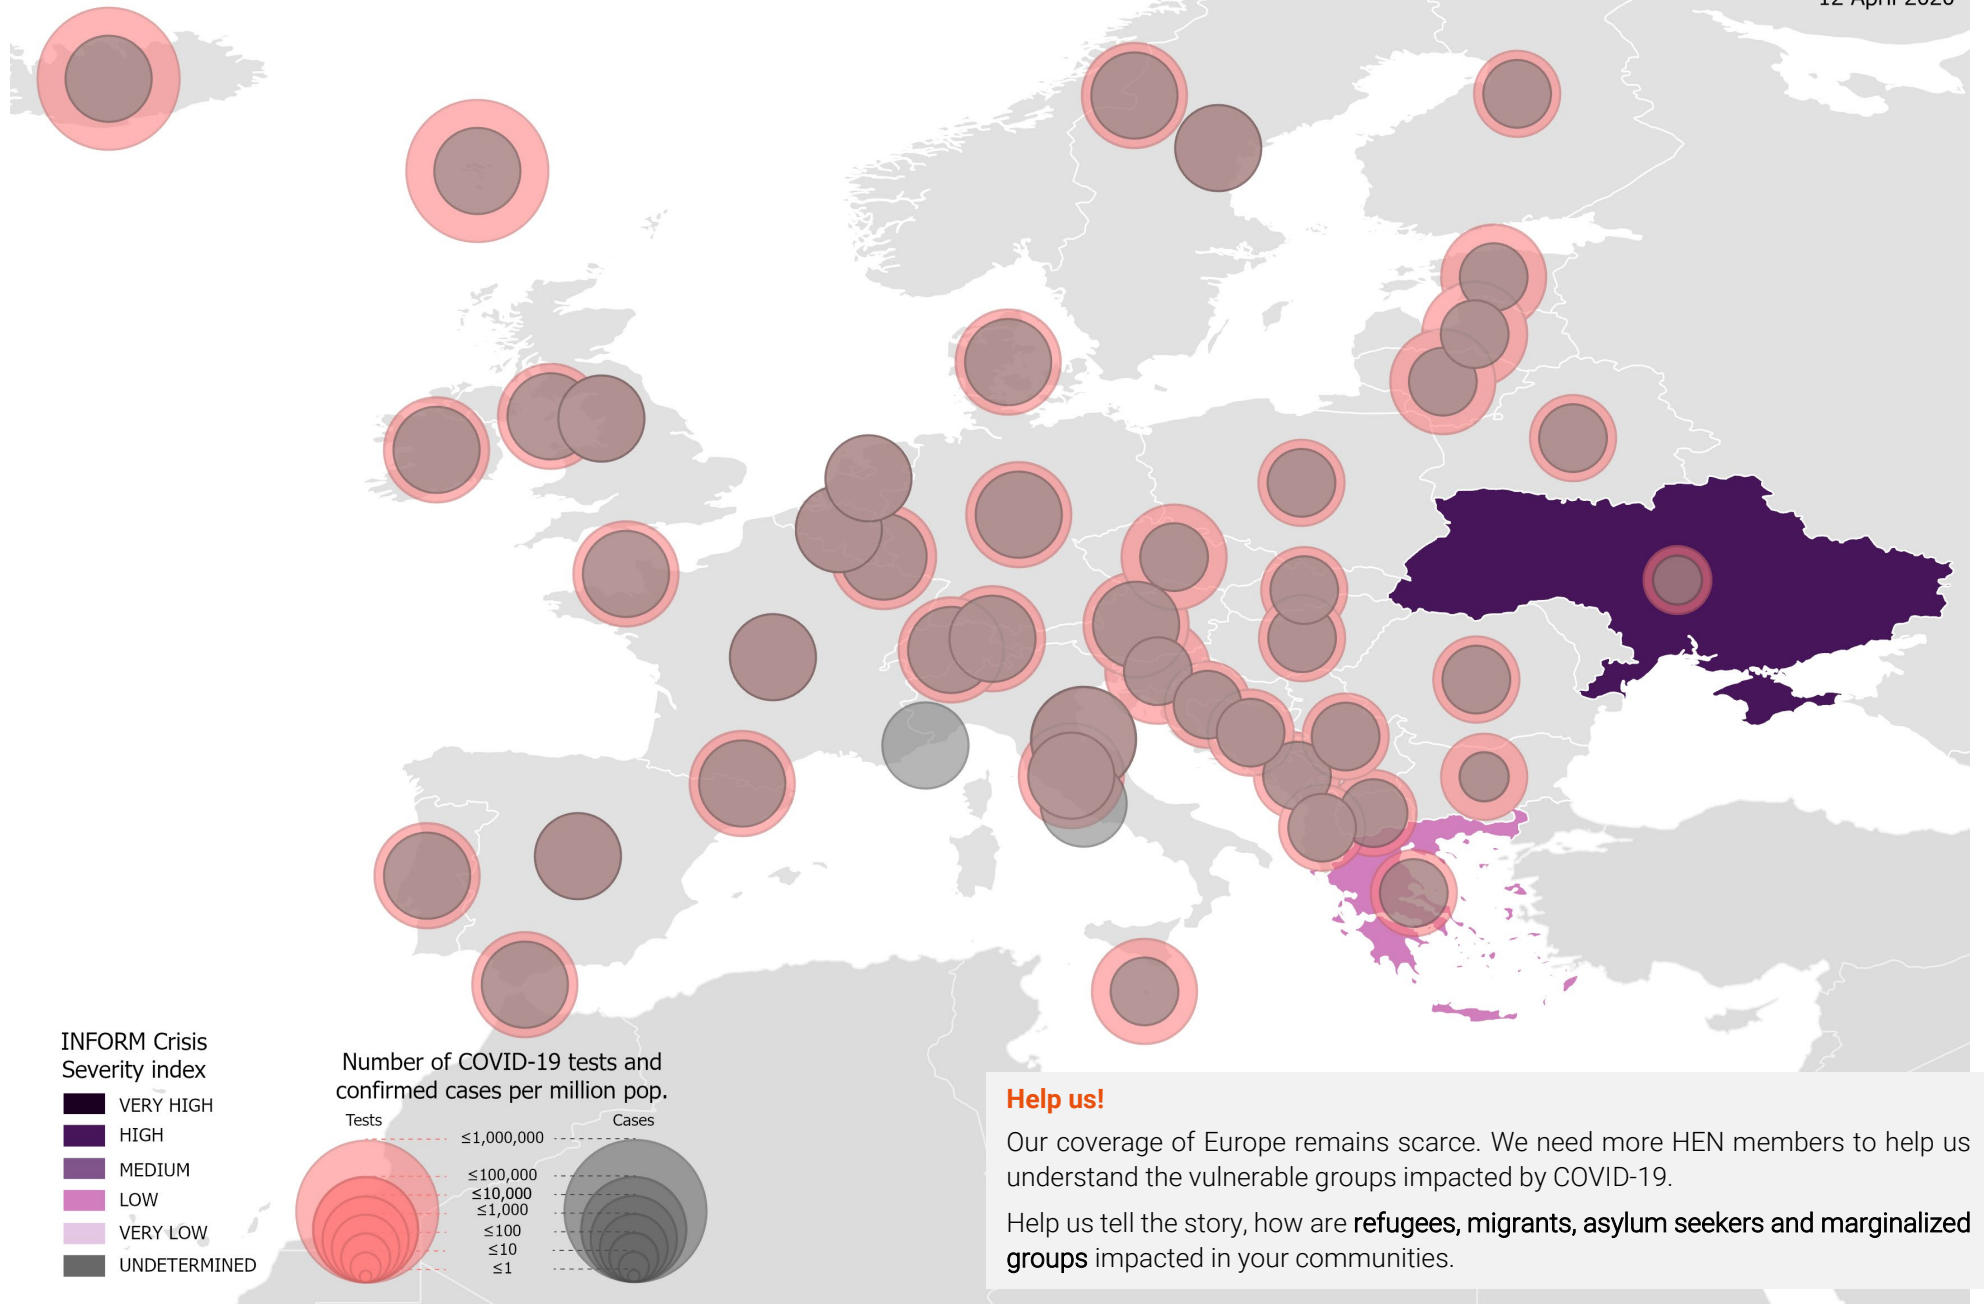 12 April 2020
INFORM Crisis
Severity index
VERY HIGH
HIGH
MEDIUM
LOW
VERY LOW
UNDETERMINED
Number of COVID-19 tests and
confirmed cases per million pop.
Tests
Cases
≤1,000,000
≤100,000
≤10,000
≤1,000
≤100
≤10
≤1
Help us!
Our coverage of Europe remains scarce. We need more HEN members to help us
understand the vulnerable groups impacted by COVID-19.
Help us tell the story, how are refugees, migrants, asylum seekers and marginalized
groups impacted in your communities.